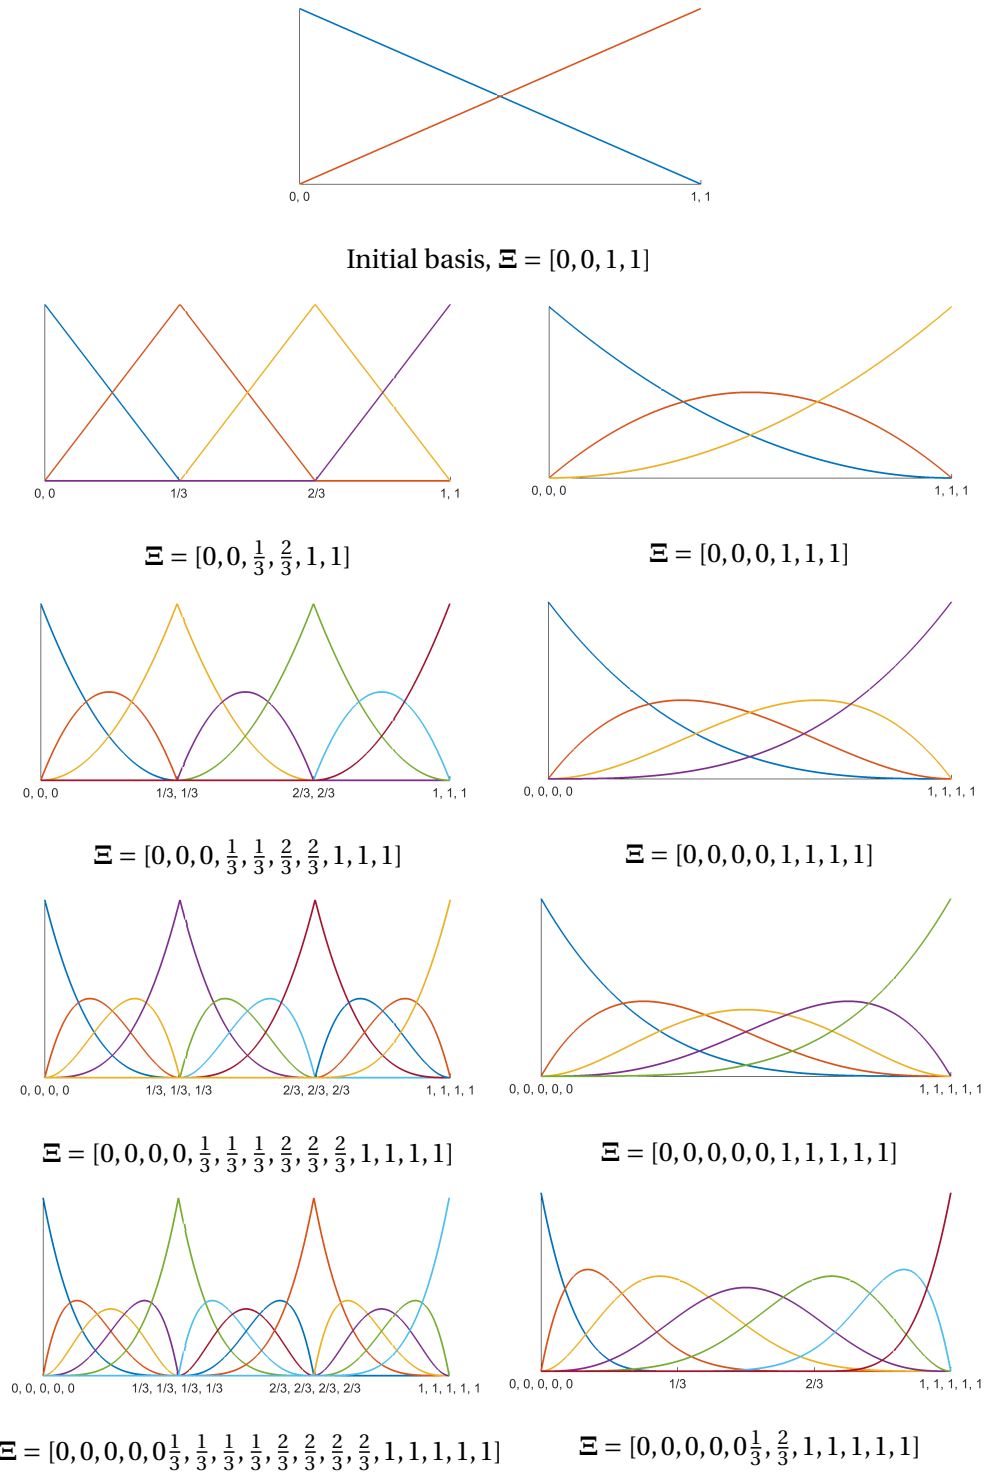 0, 0 1, 1
Initial basis, Ξ = [0, 0, 1, 1]
0, 0 1/3 2/3 1, 1
0, 0, 0 1, 1, 1
Ξ = [0, 0, 1/3, 2/3, 1, 1]
Ξ = [0, 0, 0, 1, 1, 1]
0, 0, 0 1/3, 1/3 2/3, 2/3 1, 1, 1
0, 0, 0, 0 1, 1, 1, 1
Ξ = [0, 0, 0, 1/3, 1/3, 2/3, 2/3, 1, 1, 1]
Ξ = [0, 0, 0, 0, 1, 1, 1, 1]
0, 0, 0, 0 1/3, 1/3, 1/3 2/3, 2/3, 2/3 1, 1, 1, 1
0, 0, 0, 0, 0 1, 1, 1, 1, 1
Ξ = [0, 0, 0, 0, 1/3, 1/3, 1/3, 2/3, 2/3, 2/3, 1, 1, 1, 1]
Ξ = [0, 0, 0, 0, 0, 1, 1, 1, 1, 1]
0, 0, 0, 0, 0 1/3, 1/3, 1/3, 1/3 2/3, 2/3, 2/3, 2/3 1, 1, 1, 1, 1
0, 0, 0, 0, 0 1/3 2/3 1, 1, 1, 1, 1
Ξ = [0, 0, 0, 0, 0 1/3, 1/3, 1/3, 1/3, 2/3, 2/3, 2/3, 2/3, 1, 1, 1, 1, 1]
Ξ = [0, 0, 0, 0, 0 1/3, 2/3, 1, 1, 1, 1, 1]